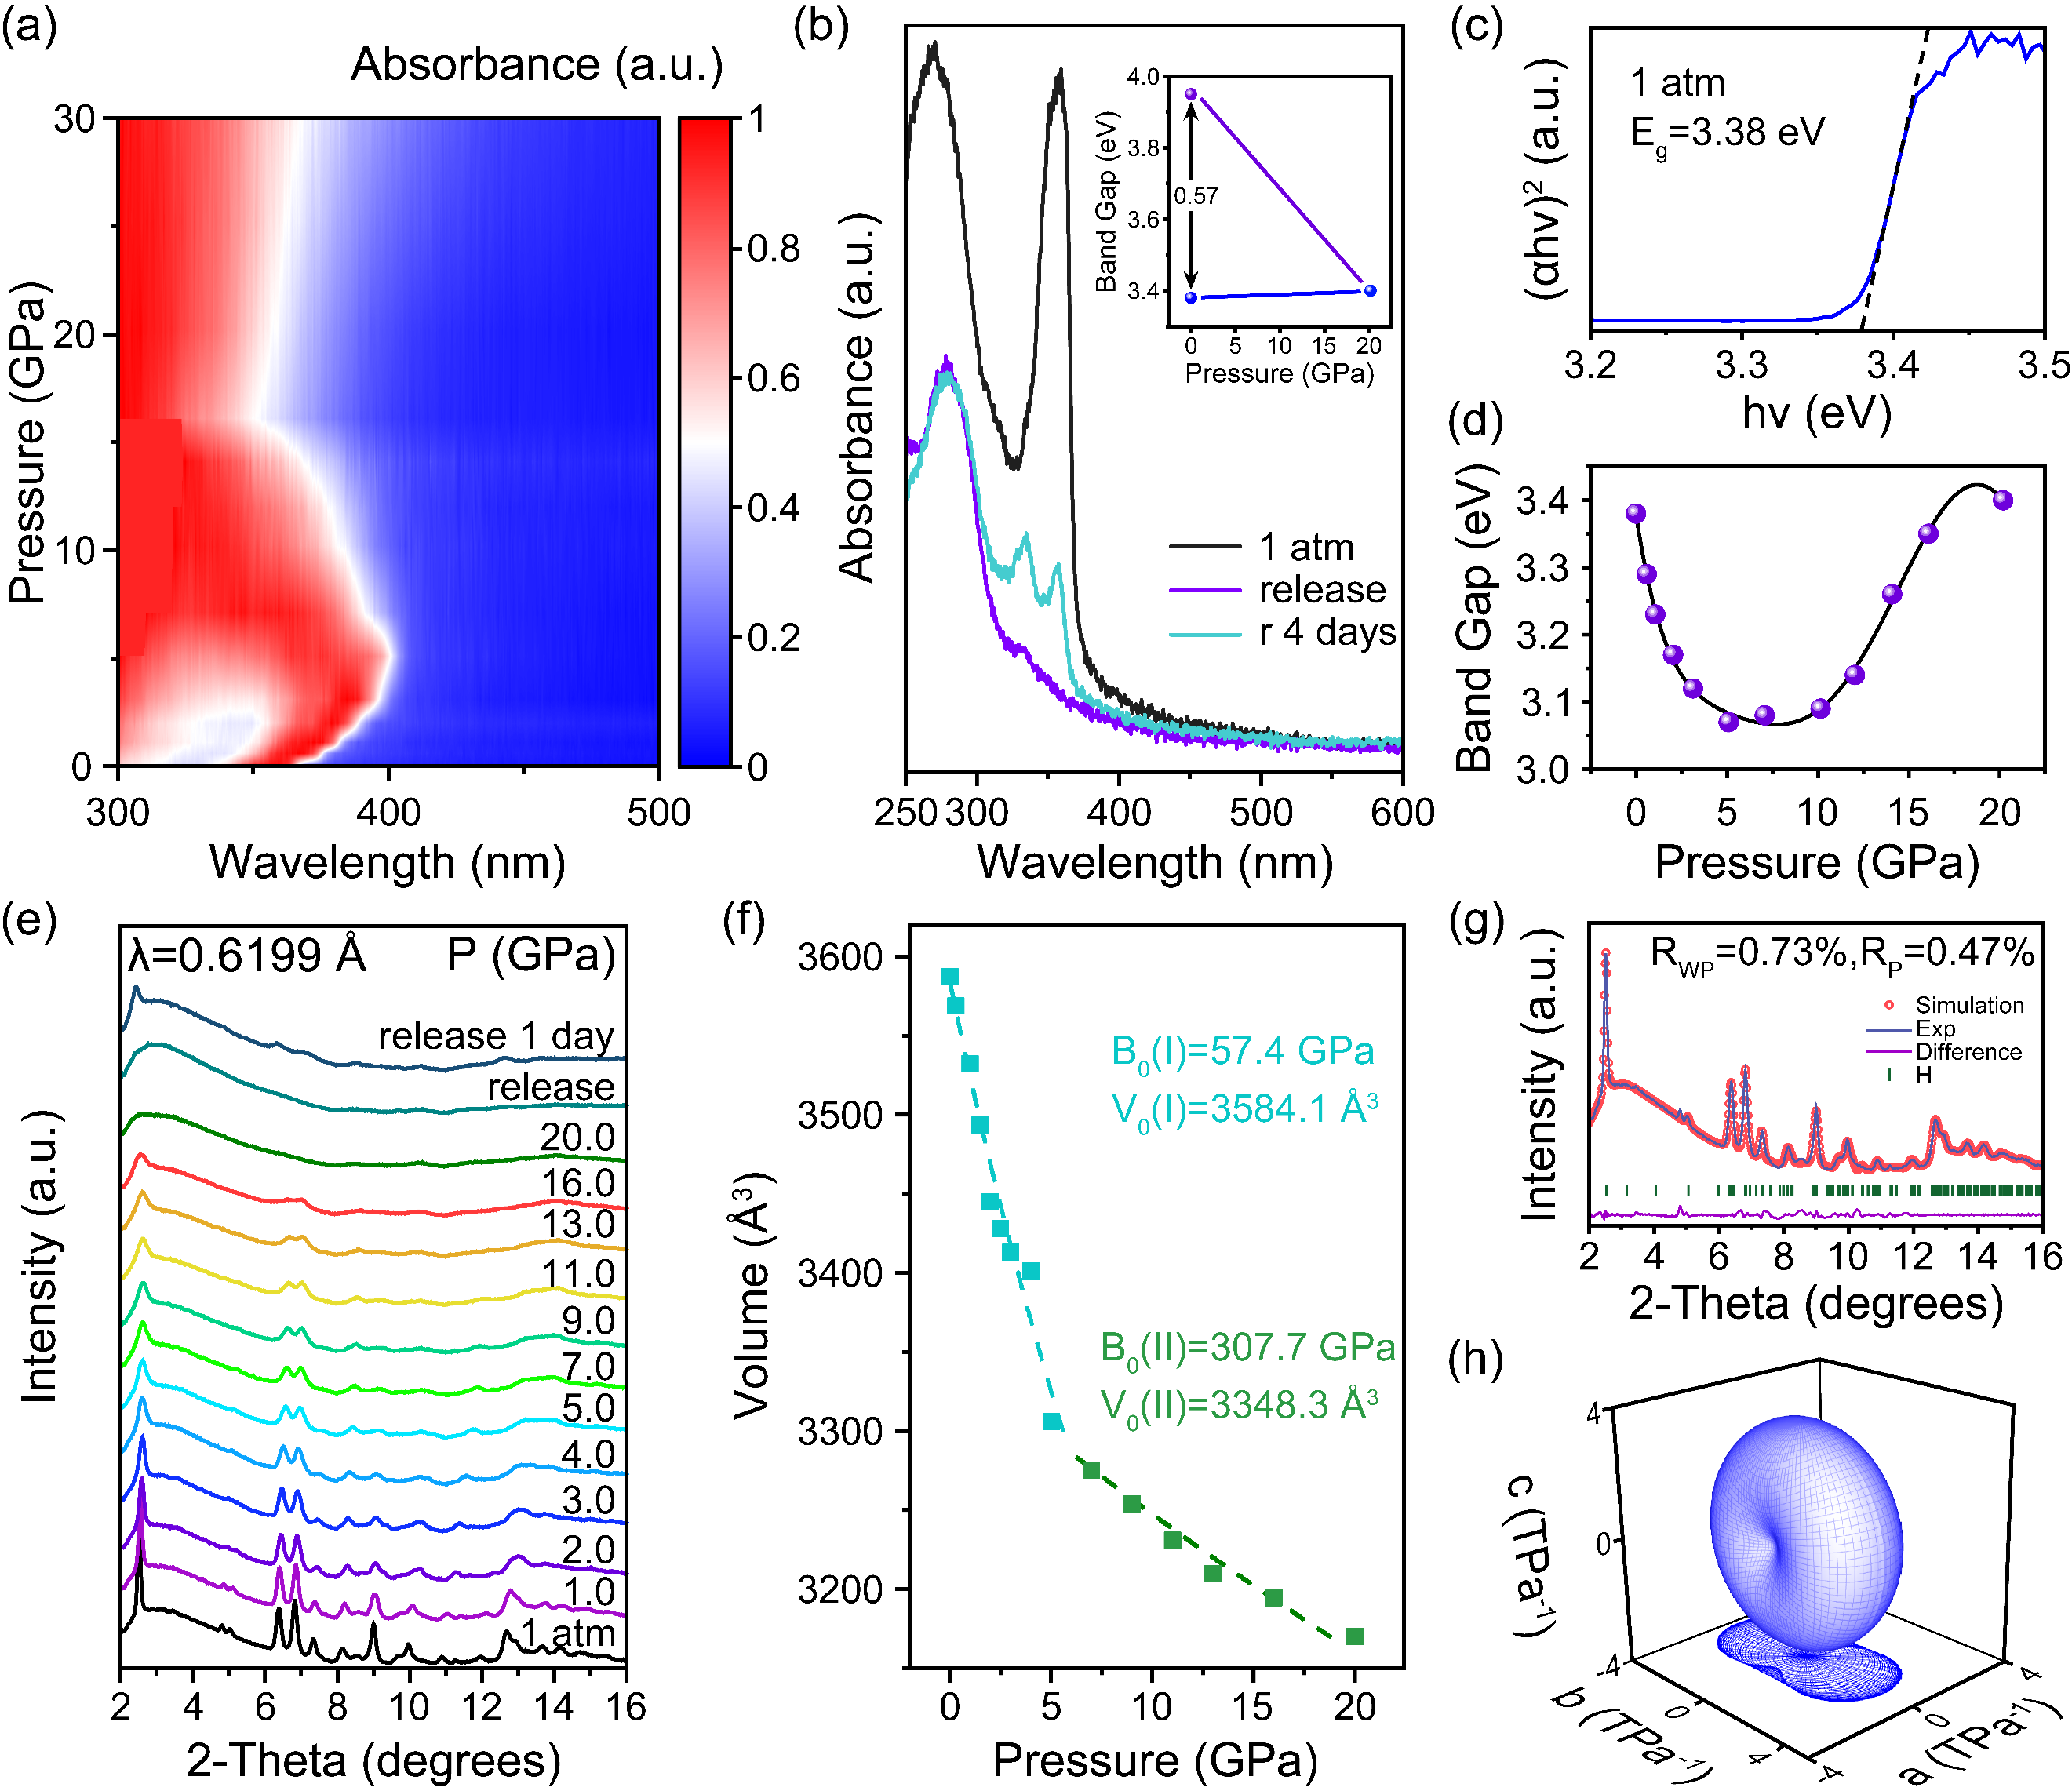 (a)
Absorbance (a.u.)
30
20
10
0
Pressure (GPa)
300
400
500
Wavelength (nm)
1
0.8
0.6
0.4
0.2
0
(b)
Absorbance (a.u.)
250
300
400
500
600
Wavelength (nm)
1 atm
release
r 4 days
4.0
3.8
3.6
3.4
Band Gap (eV)
0.57
0
5
10
15
20
Pressure (GPa)
(c)
(αhv)²  (a.u.)
1 atm
E₉=3.38 eV
3.2
3.3
3.4
3.5
hv (eV)
(d)
Band Gap (eV)
3.4
3.3
3.2
3.1
3.0
0
5
10
15
20
Pressure (GPa)
(e)
λ=0.6199 Å
P (GPa)
Intensity (a.u.)
release 1 day
release
20.0
16.0
13.0
11.0
9.0
7.0
5.0
4.0
3.0
2.0
1.0
1 atm
2
4
6
8
10
12
14
16
2-Theta (degrees)
(f)
Volume (Å³)
3600
3500
3400
3300
3200
B₀(I)=57.4 GPa
V₀(I)=3584.1 Å³
B₀(II)=307.7 GPa
V₀(II)=3348.3 Å³
0
5
10
15
20
Pressure (GPa)
(g)
Intensity (a.u.)
R_WP=0.73%,R_P=0.47%
Simulation
Exp
Difference
H
2
4
6
8
10
12
14
16
2-Theta (degrees)
(h)
4
0
-4
c (TPa⁻¹)
0
4
b (TPa⁻¹)
-4
0
4
a (TPa⁻¹)